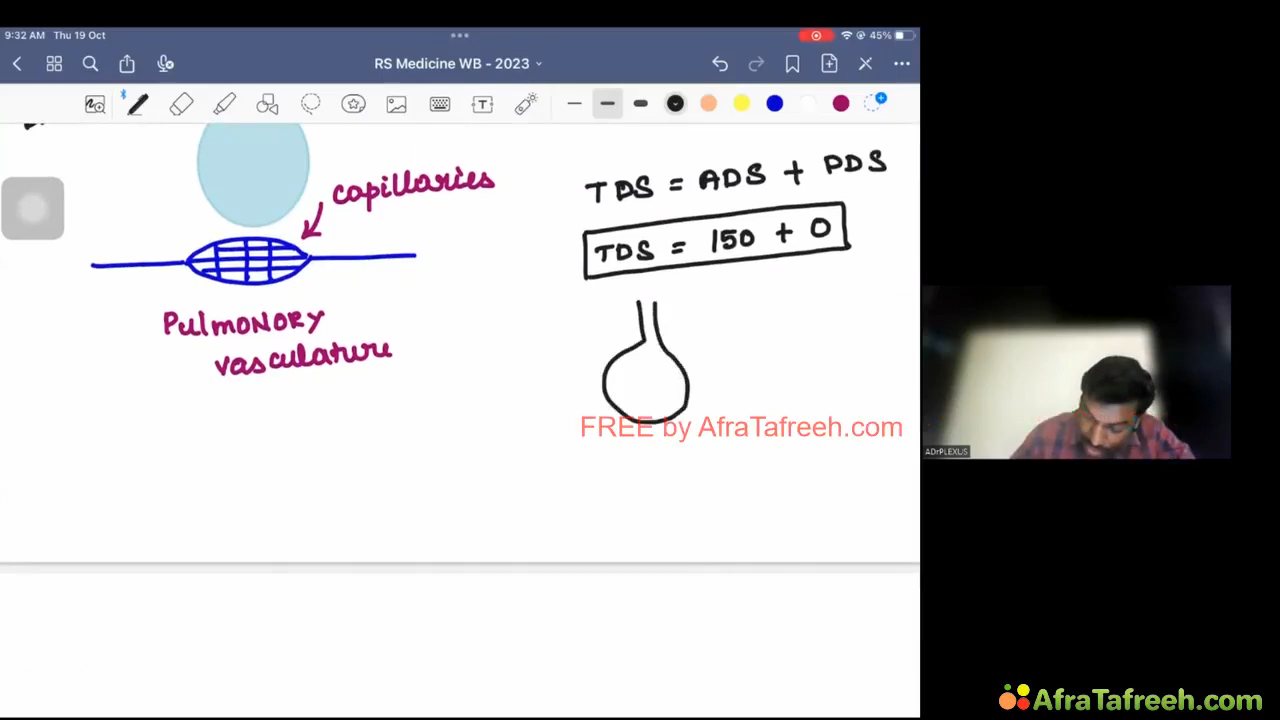 9:32 AM Thu 19 Oct
45%
RS Medicine WB - 2023
capillaries
TDS = ADS + PDS
TDS = 150 + 0
PulMONORY
vasculature
FREE by AfraTafreeh.com
ADrPLEXUS
AfraTafreeh.com